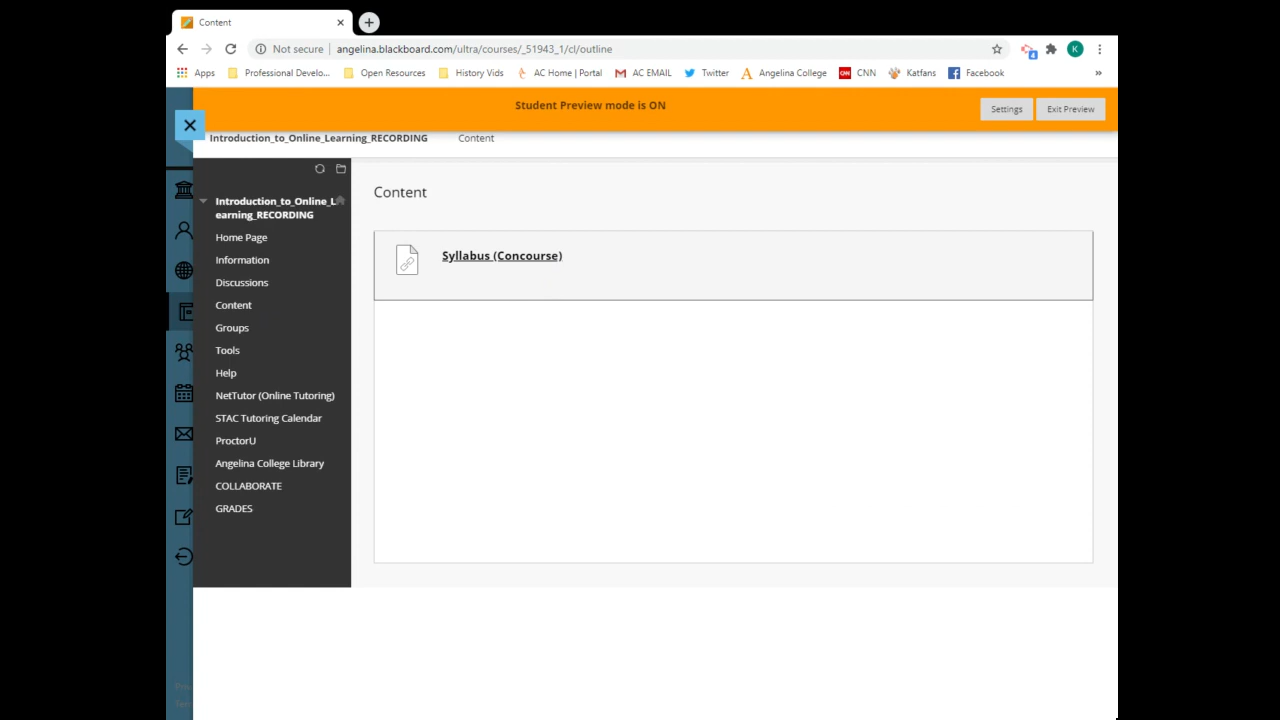 Content
Not secure
angelina.blackboard.com/ultra/courses/_51943_1/cl/outline
K
4
Apps
Professional Develo...
Open Resources
History Vids
AC Home | Portal
AC EMAIL
Twitter
Angelina College
CNN
CNN
Katfans
Facebook
»
Student Preview mode is ON
Settings
Exit Preview
Introduction_to_Online_Learning_RECORDING
Content
Introduction_to_Online_L
earning_RECORDING
Home Page
Information
Discussions
Content
Groups
Tools
Help
NetTutor (Online Tutoring)
STAC Tutoring Calendar
ProctorU
Angelina College Library
COLLABORATE
GRADES
Content
Syllabus (Concourse)